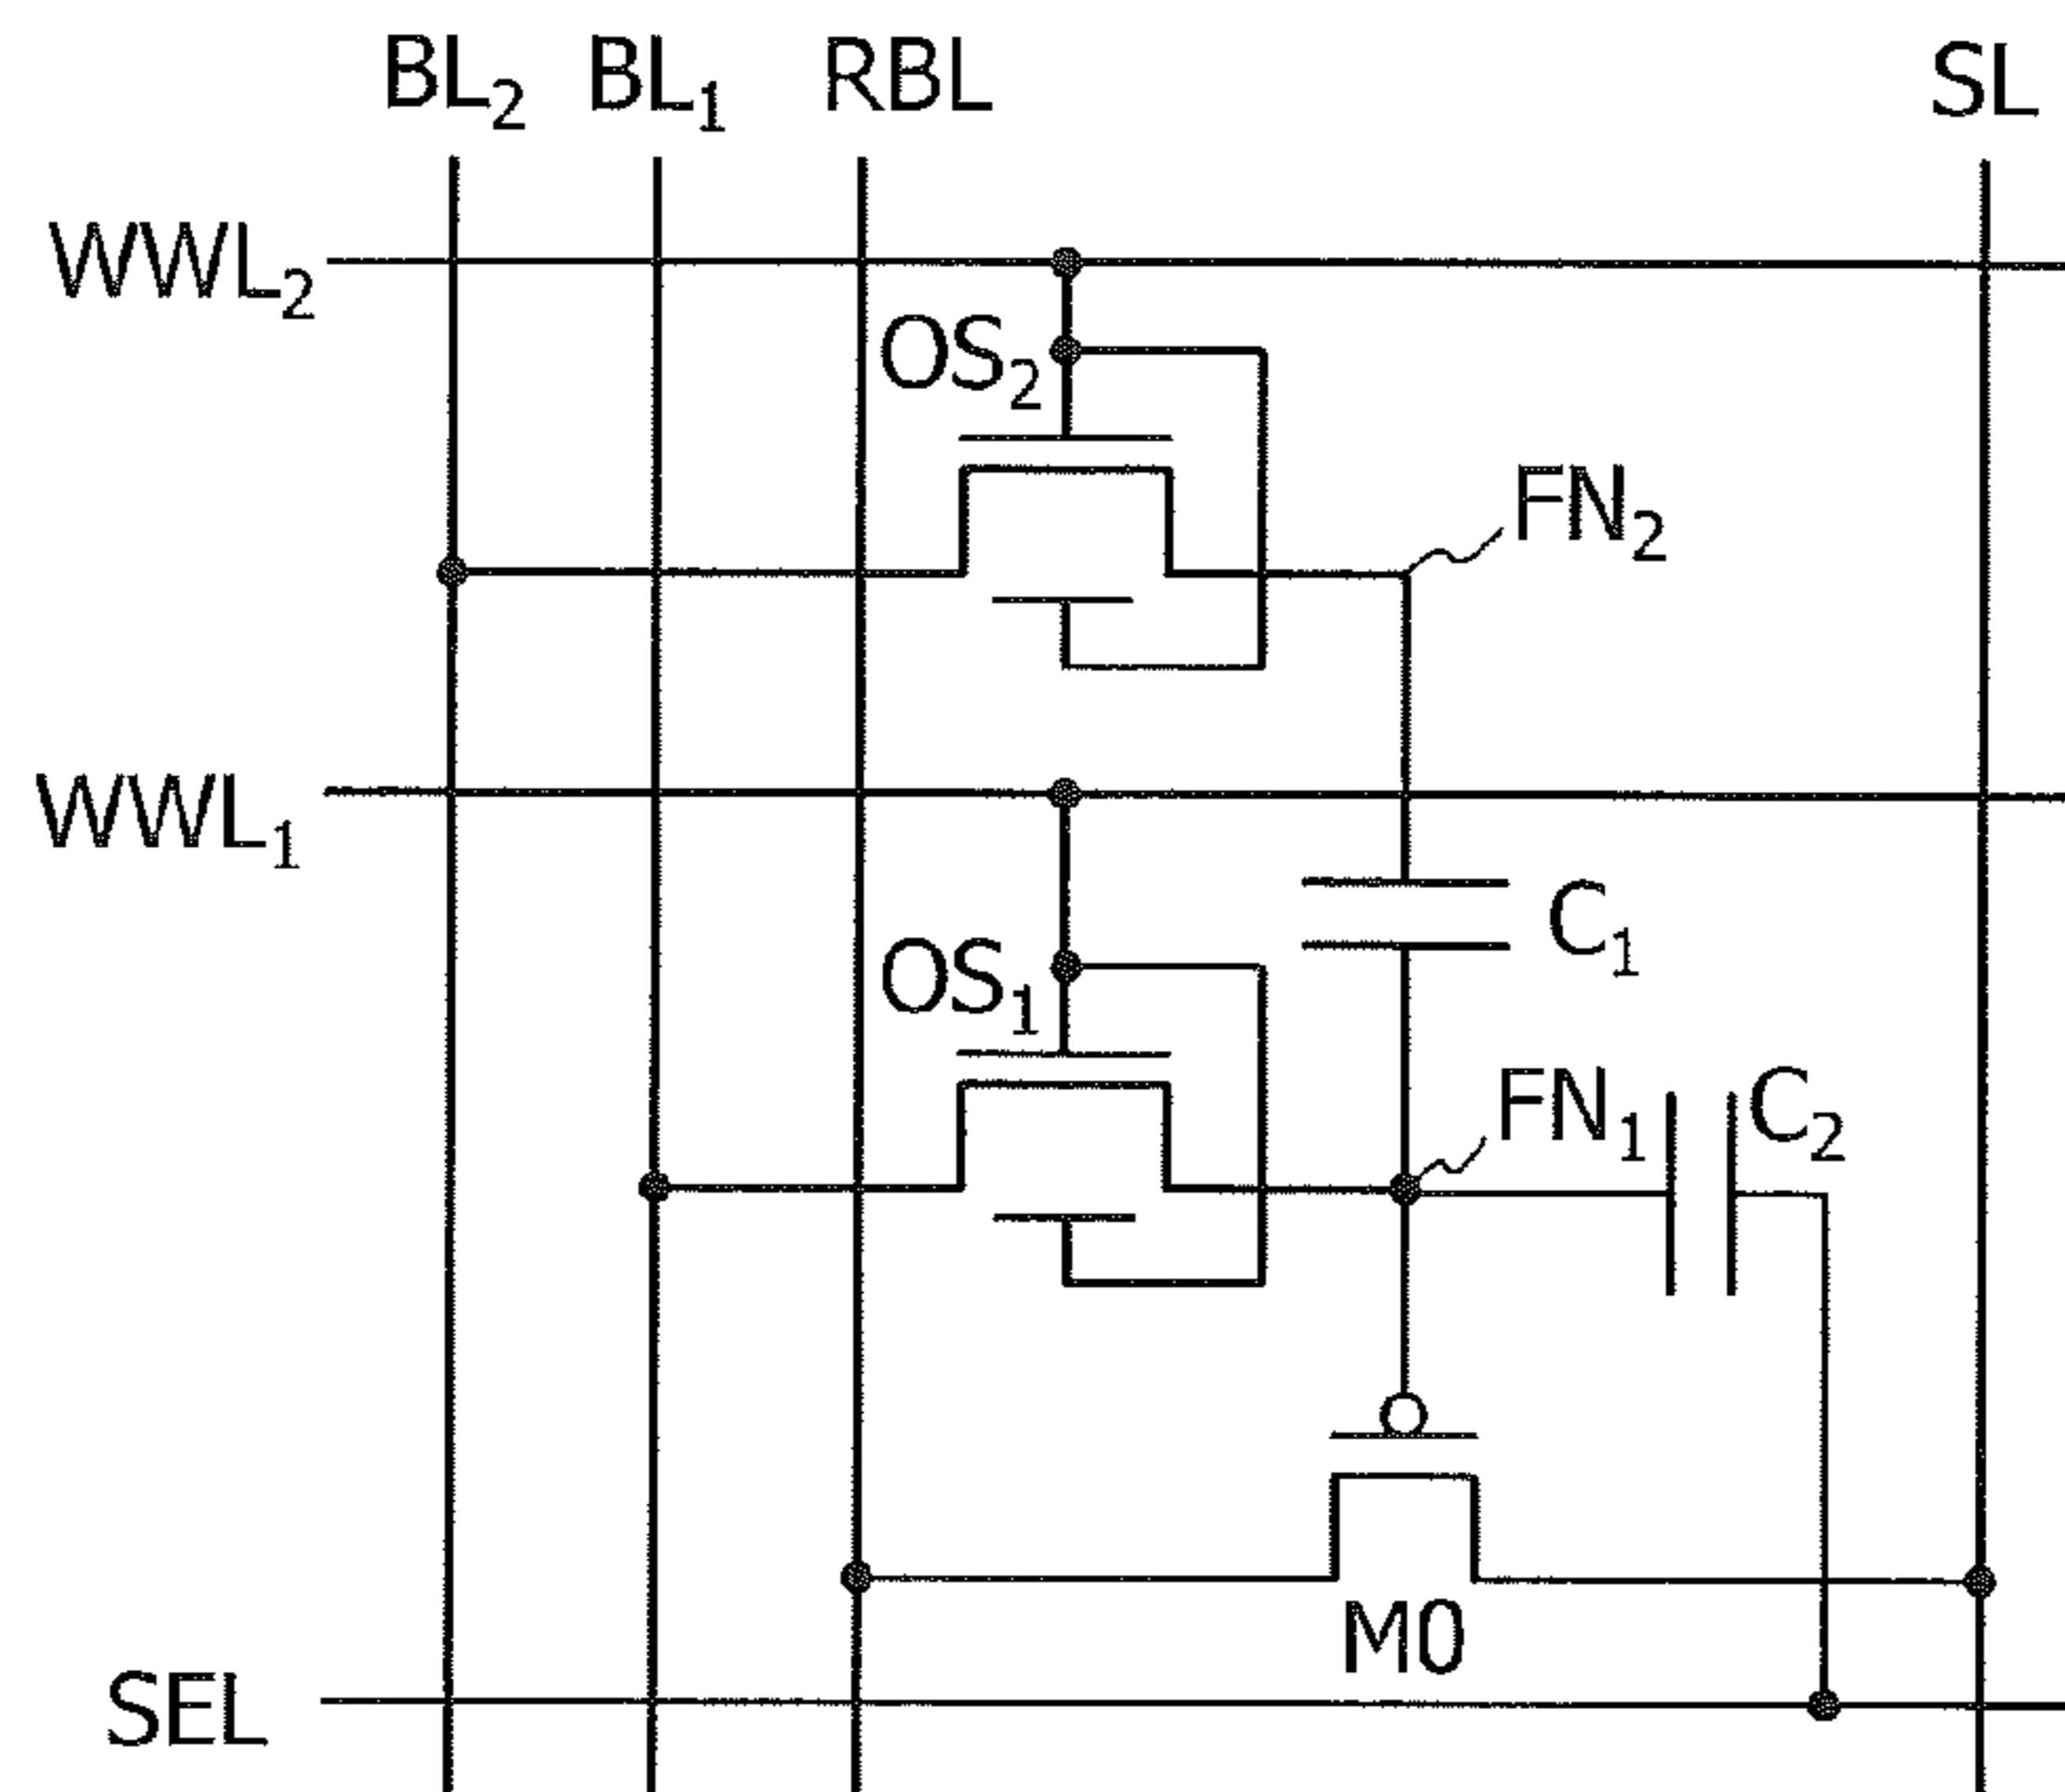 BL₂ BL₁ RBL SL
WWL₂
OS₂
FN₂
WWL₁
C₁
OS₁
FN₁ C₂
M0
SEL